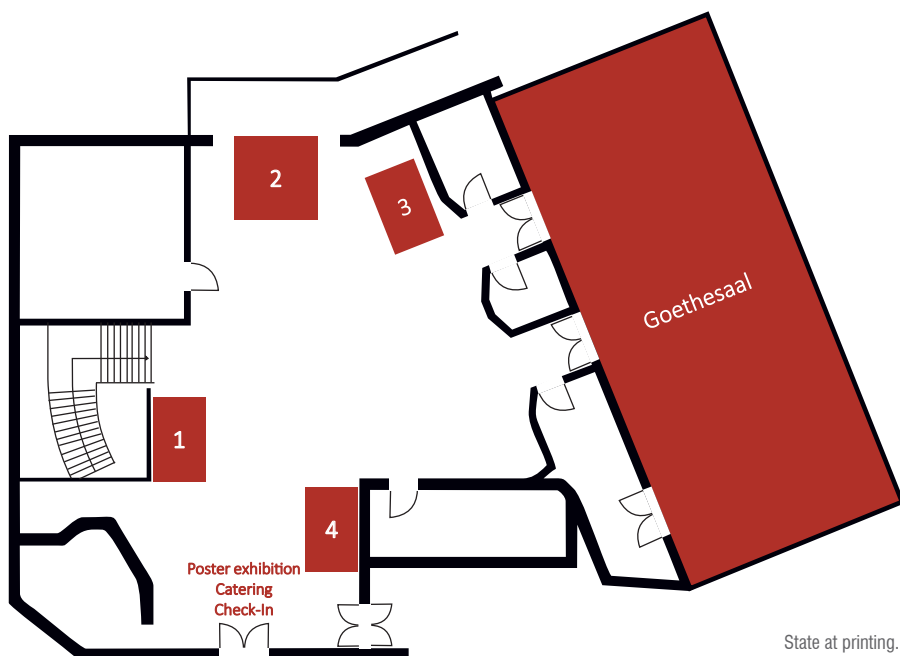 2
3
Goethesaal
1
4
Poster exhibition
Catering
Check-In
State at printing.